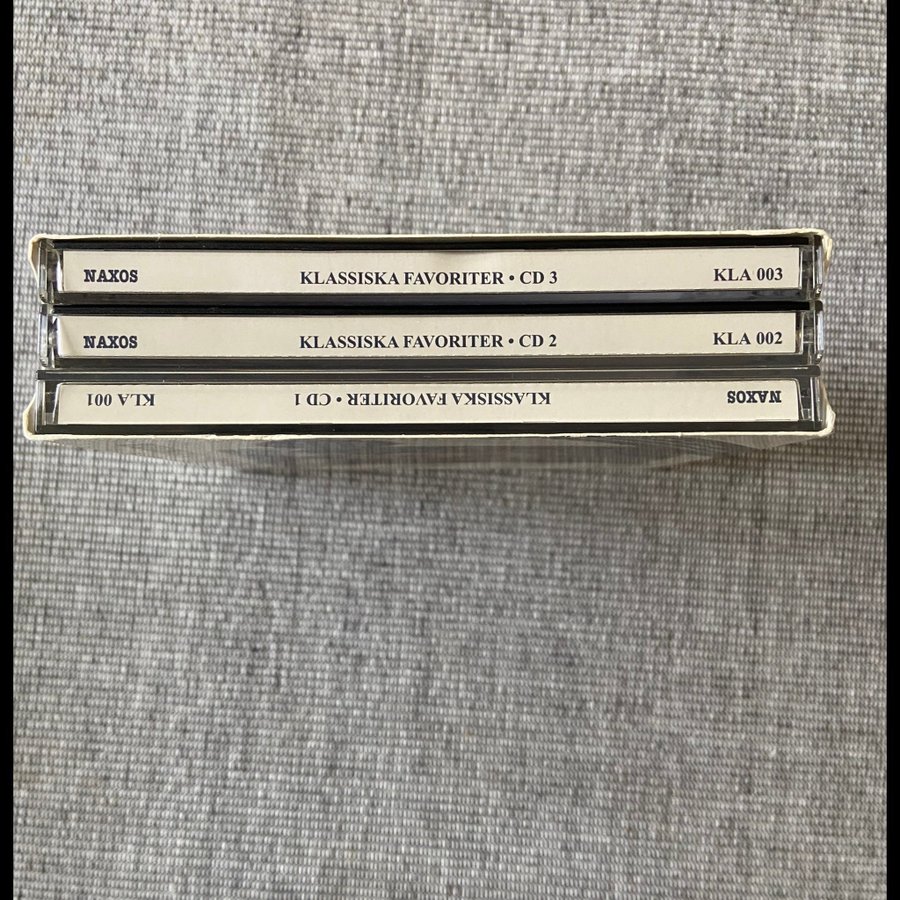 NAXOS KLASSISKA FAVORITER • CD 3 KLA 003
NAXOS KLASSISKA FAVORITER • CD 2 KLA 002
NAXOS KLASSISKA FAVORITER • CD 1 KLA 001